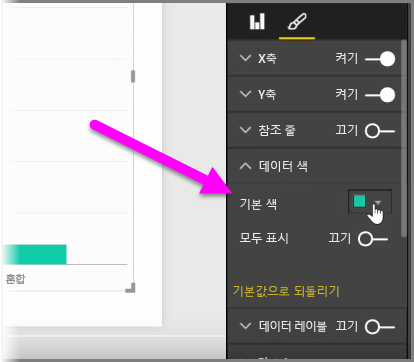 X축 켜기
Y축 켜기
참조 줄 끄기
데이터 색
기본 색
모두 표시 끄기
기본값으로 되돌리기
데이터 레이블 끄기
혼합